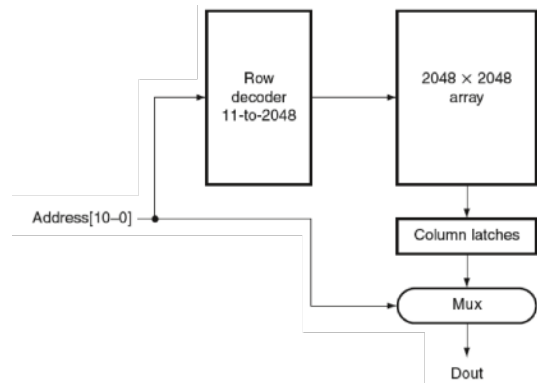 Row
decoder
11-to-2048
2048 × 2048
array
Address[10–0]
Column latches
Mux
Dout